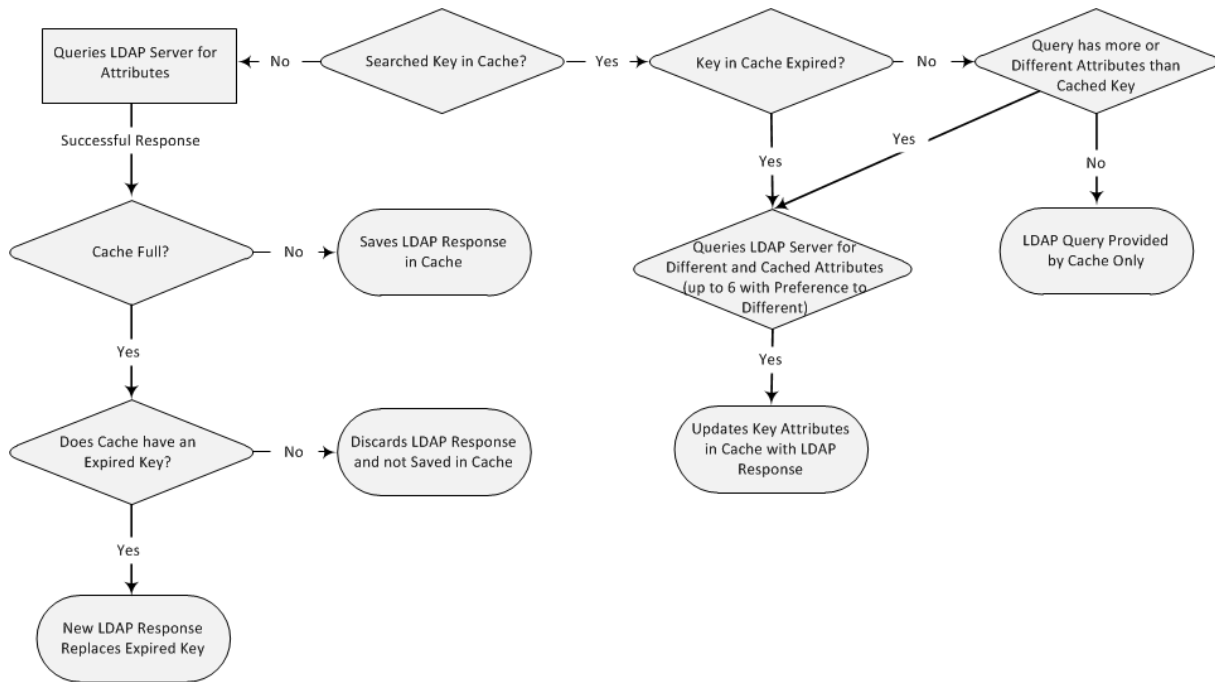 Queries LDAP Server for
Attributes
No
Searched Key in Cache?
Yes
Key in Cache Expired?
No
Query has more or
Different Attributes than
Cached Key
Successful Response
Yes
Yes
No
Cache Full?
No
Saves LDAP Response
in Cache
Queries LDAP Server for
Different and Cached Attributes
(up to 6 with Preference to
Different)
LDAP Query Provided
by Cache Only
Yes
Yes
Does Cache have an
Expired Key?
No
Discards LDAP Response
and not Saved in Cache
Updates Key Attributes
in Cache with LDAP
Response
Yes
New LDAP Response
Replaces Expired Key